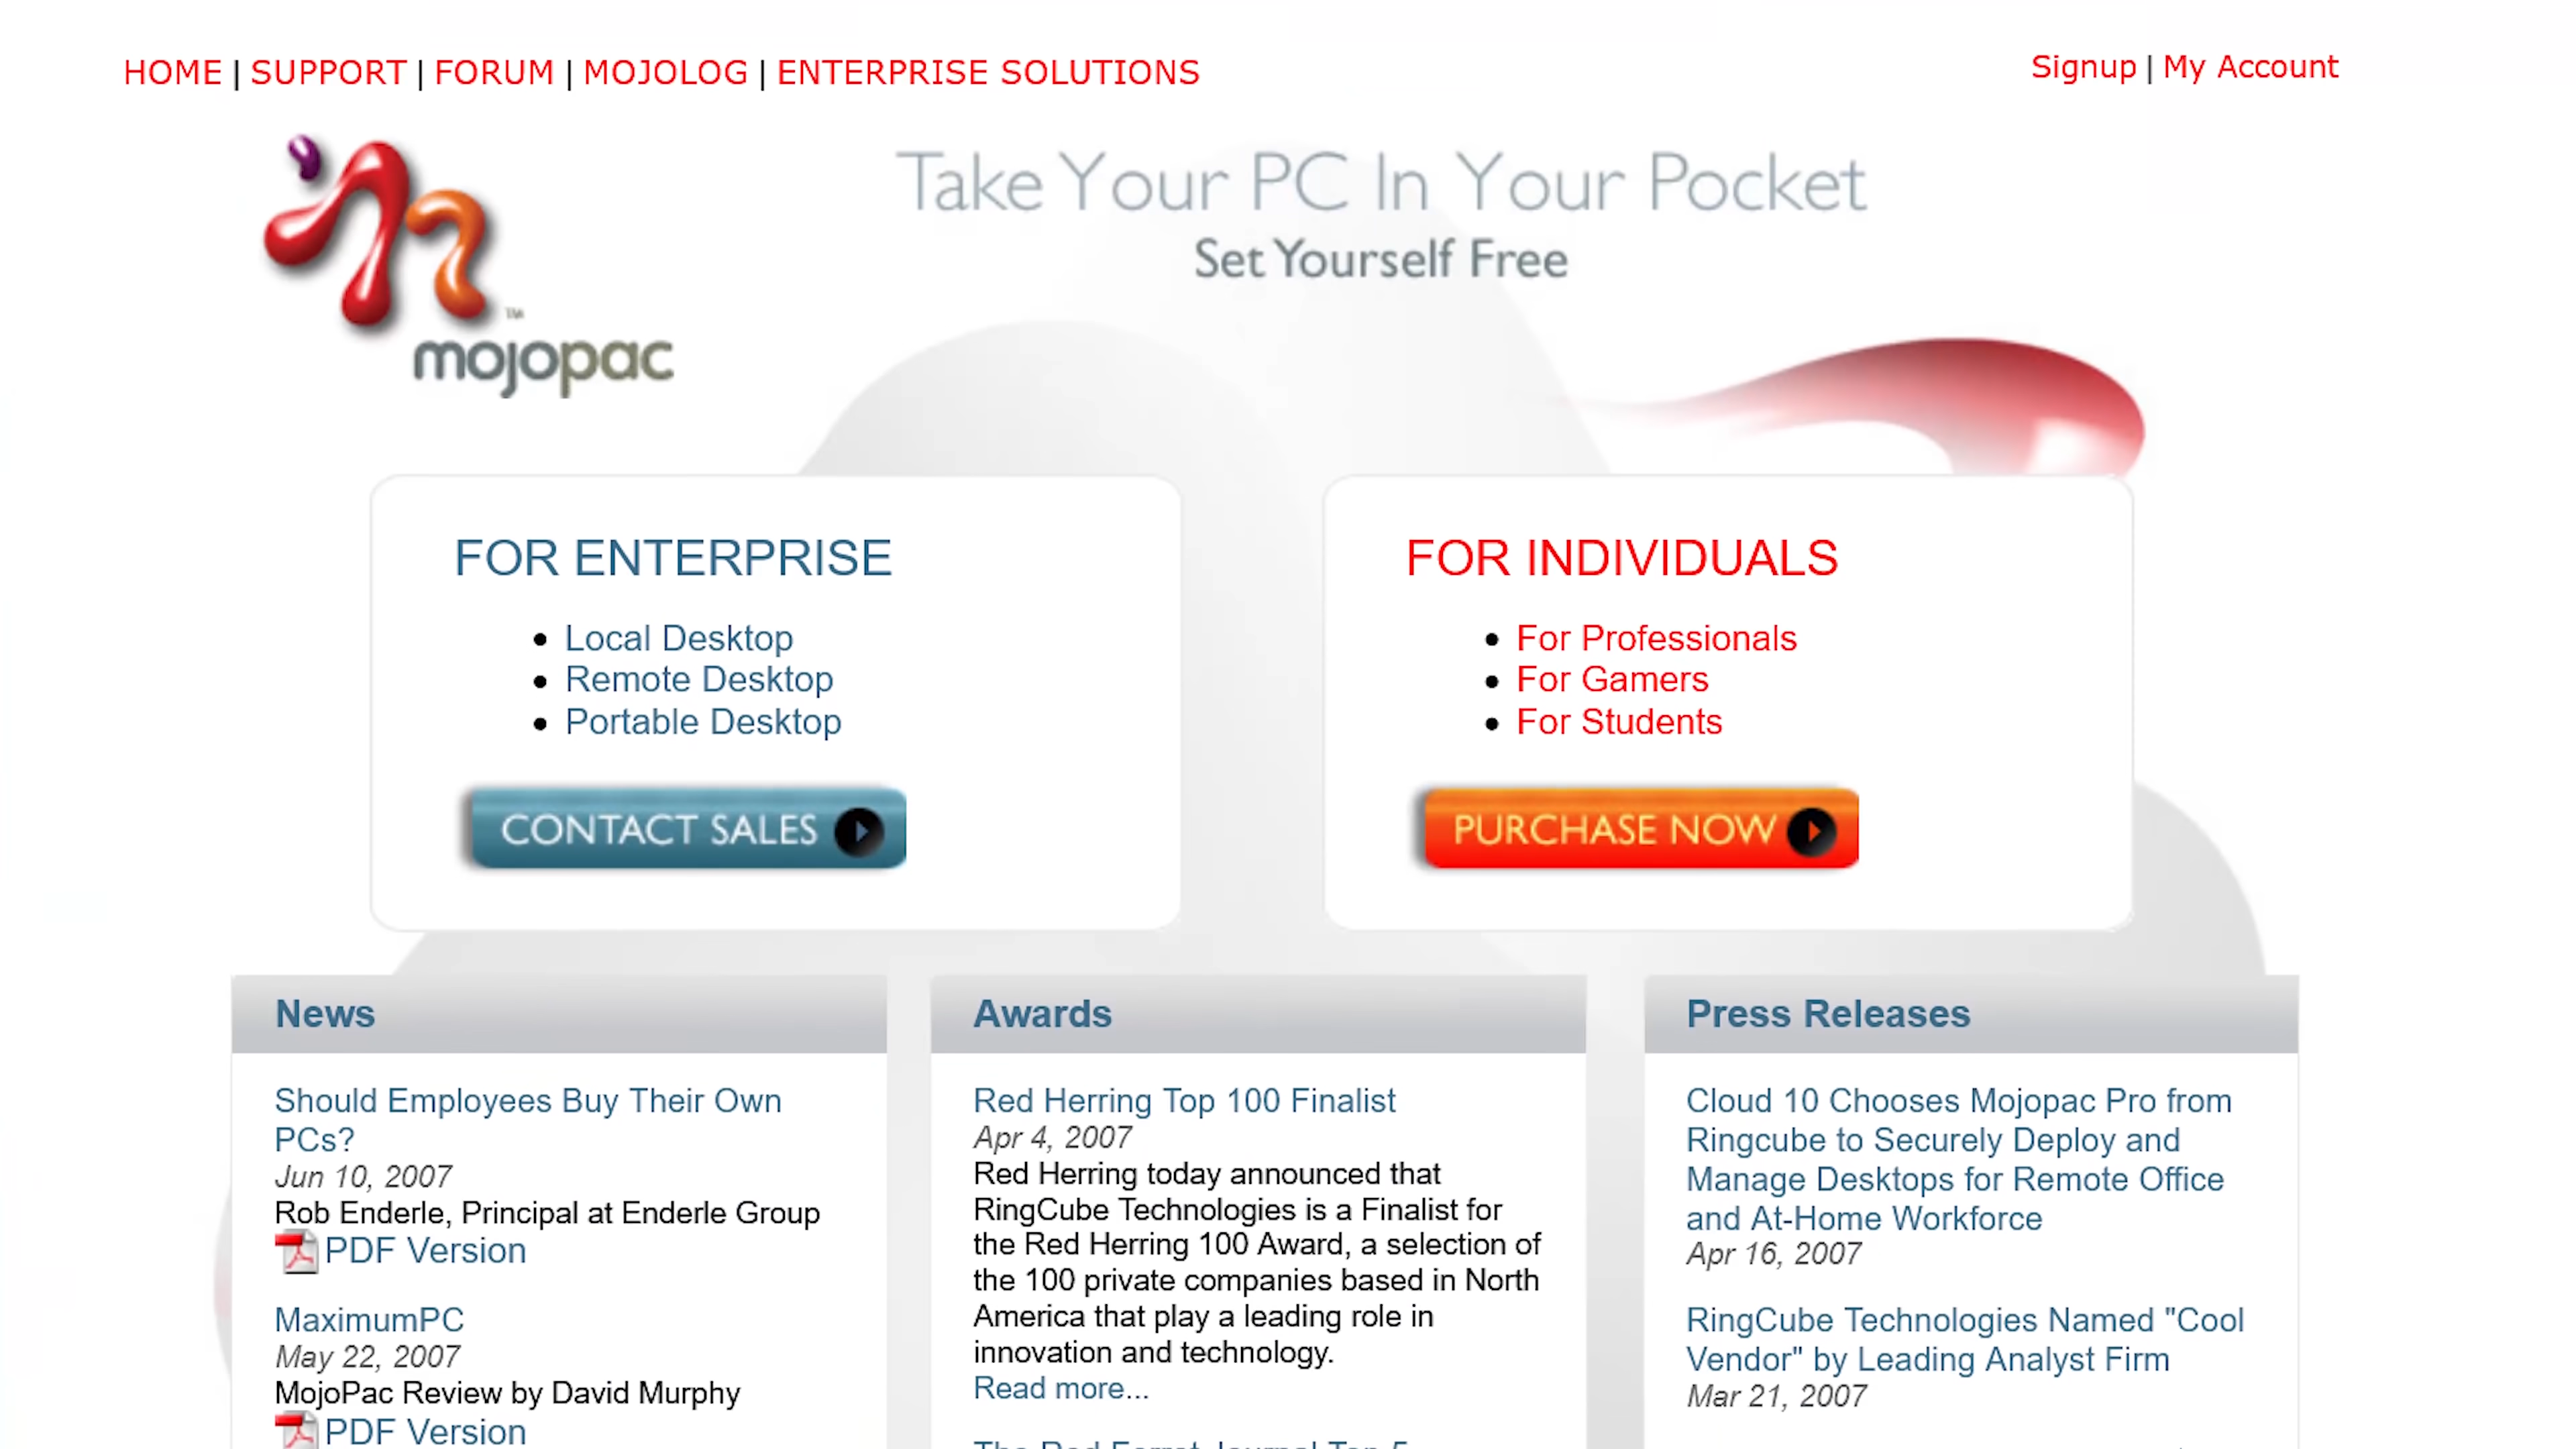 HOME | SUPPORT | FORUM | MOJOLOG | ENTERPRISE SOLUTIONS
Signup | My Account
Take Your PC In Your Pocket
Set Yourself Free
TM
mojopac
FOR ENTERPRISE
Local Desktop
Remote Desktop
Portable Desktop
CONTACT SALES
FOR INDIVIDUALS
For Professionals
For Gamers
For Students
PURCHASE NOW
News
Should Employees Buy Their Own
PCs?
Jun 10, 2007
Rob Enderle, Principal at Enderle Group
PDF Version
MaximumPC
May 22, 2007
MojoPac Review by David Murphy
PDF Version
Awards
Red Herring Top 100 Finalist
Apr 4, 2007
Red Herring today announced that
RingCube Technologies is a Finalist for
the Red Herring 100 Award, a selection of
the 100 private companies based in North
America that play a leading role in
innovation and technology.
Read more...
The Red Ferret Journal Top 5
Press Releases
Cloud 10 Chooses Mojopac Pro from
Ringcube to Securely Deploy and
Manage Desktops for Remote Office
and At-Home Workforce
Apr 16, 2007
RingCube Technologies Named "Cool
Vendor" by Leading Analyst Firm
Mar 21, 2007